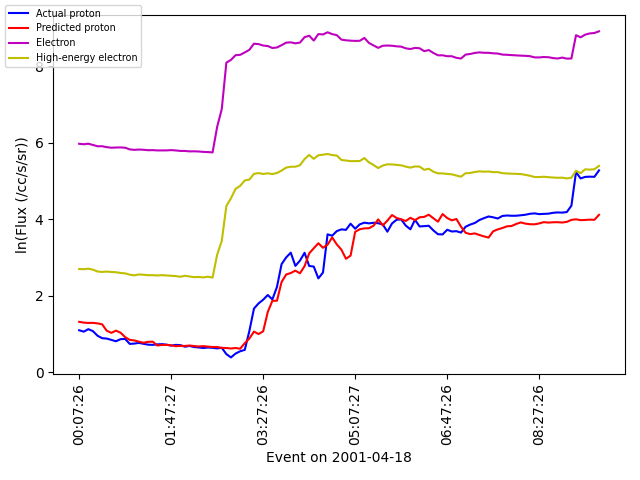 Actual proton
Predicted proton
Electron
High-energy electron
8
6
4
2
0
ln(Flux (/cc/s/sr))
00:07:26
01:47:27
03:27:26
05:07:27
06:47:26
08:27:26
Event on 2001-04-18